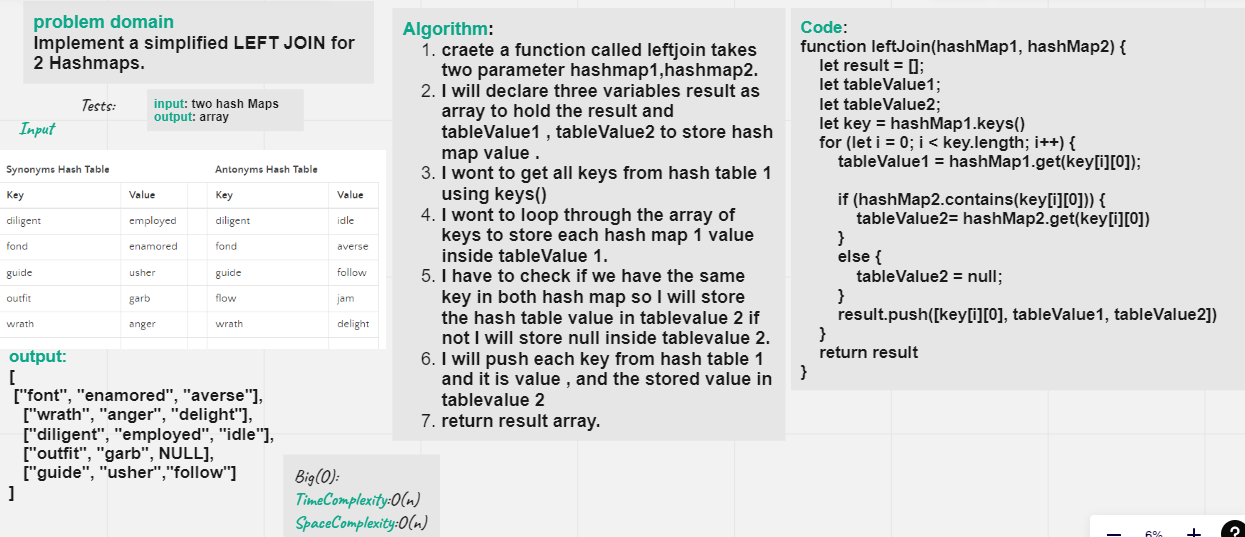 problem domain
Implement a simplified LEFT JOIN for
2 Hashmaps.
Tests:
input: two hash Maps
output: array
Input
Synonyms Hash Table Antonyms Hash Table
Key Value Key Value
diligent employed diligent idle
fond enamored fond averse
guide usher guide follow
outfit garb flow jam
wrath anger wrath delight
output:
[
["font", "enamored", "averse"],
["wrath", "anger", "delight"],
["diligent", "employed", "idle"],
["outfit", "garb", NULL],
["guide", "usher","follow"]
]
Big(O):
TimeComplexity:O(n)
SpaceComplexity:O(n)
Algorithm:
1. craete a function called leftjoin takes
two parameter hashmap1,hashmap2.
2. I will declare three variables result as
array to hold the result and
tableValue1 , tableValue2 to store hash
map value .
3. I wont to get all keys from hash table 1
using keys()
4. I wont to loop through the array of
keys to store each hash map 1 value
inside tableValue 1.
5. I have to check if we have the same
key in both hash map so I will store
the hash table value in tablevalue 2 if
not I will store null inside tablevalue 2.
6. I will push each key from hash table 1
and it is value , and the stored value in
tablevalue 2
7. return result array.
Code:
function leftJoin(hashMap1, hashMap2) {
let result = [];
let tableValue1;
let tableValue2;
let key = hashMap1.keys()
for (let i = 0; i < key.length; i++) {
tableValue1 = hashMap1.get(key[i][0]);
if (hashMap2.contains(key[i][0])) {
tableValue2= hashMap2.get(key[i][0])
}
else {
tableValue2 = null;
}
result.push([key[i][0], tableValue1, tableValue2])
}
return result
}
− 6% + ?